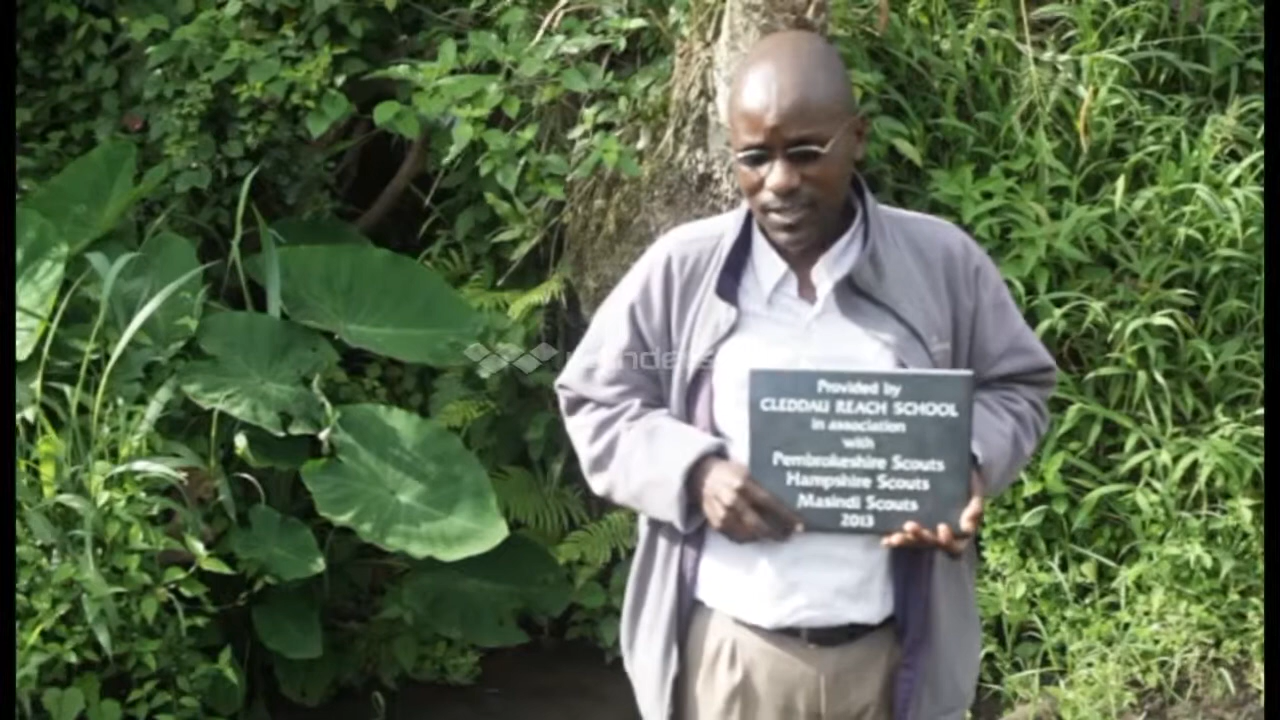 Provided by
CLEDDAU REACH SCHOOL
in association
with
Pembrokeshire Scouts
Hampshire Scouts
Masindi Scouts
2013